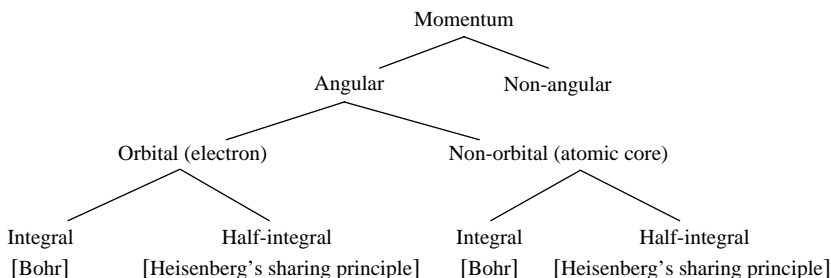 Momentum
Angular Non-angular
Orbital (electron) Non-orbital (atomic core)
Integral Half-integral Integral Half-integral
[Bohr] [Heisenberg’s sharing principle] [Bohr] [Heisenberg’s sharing principle]